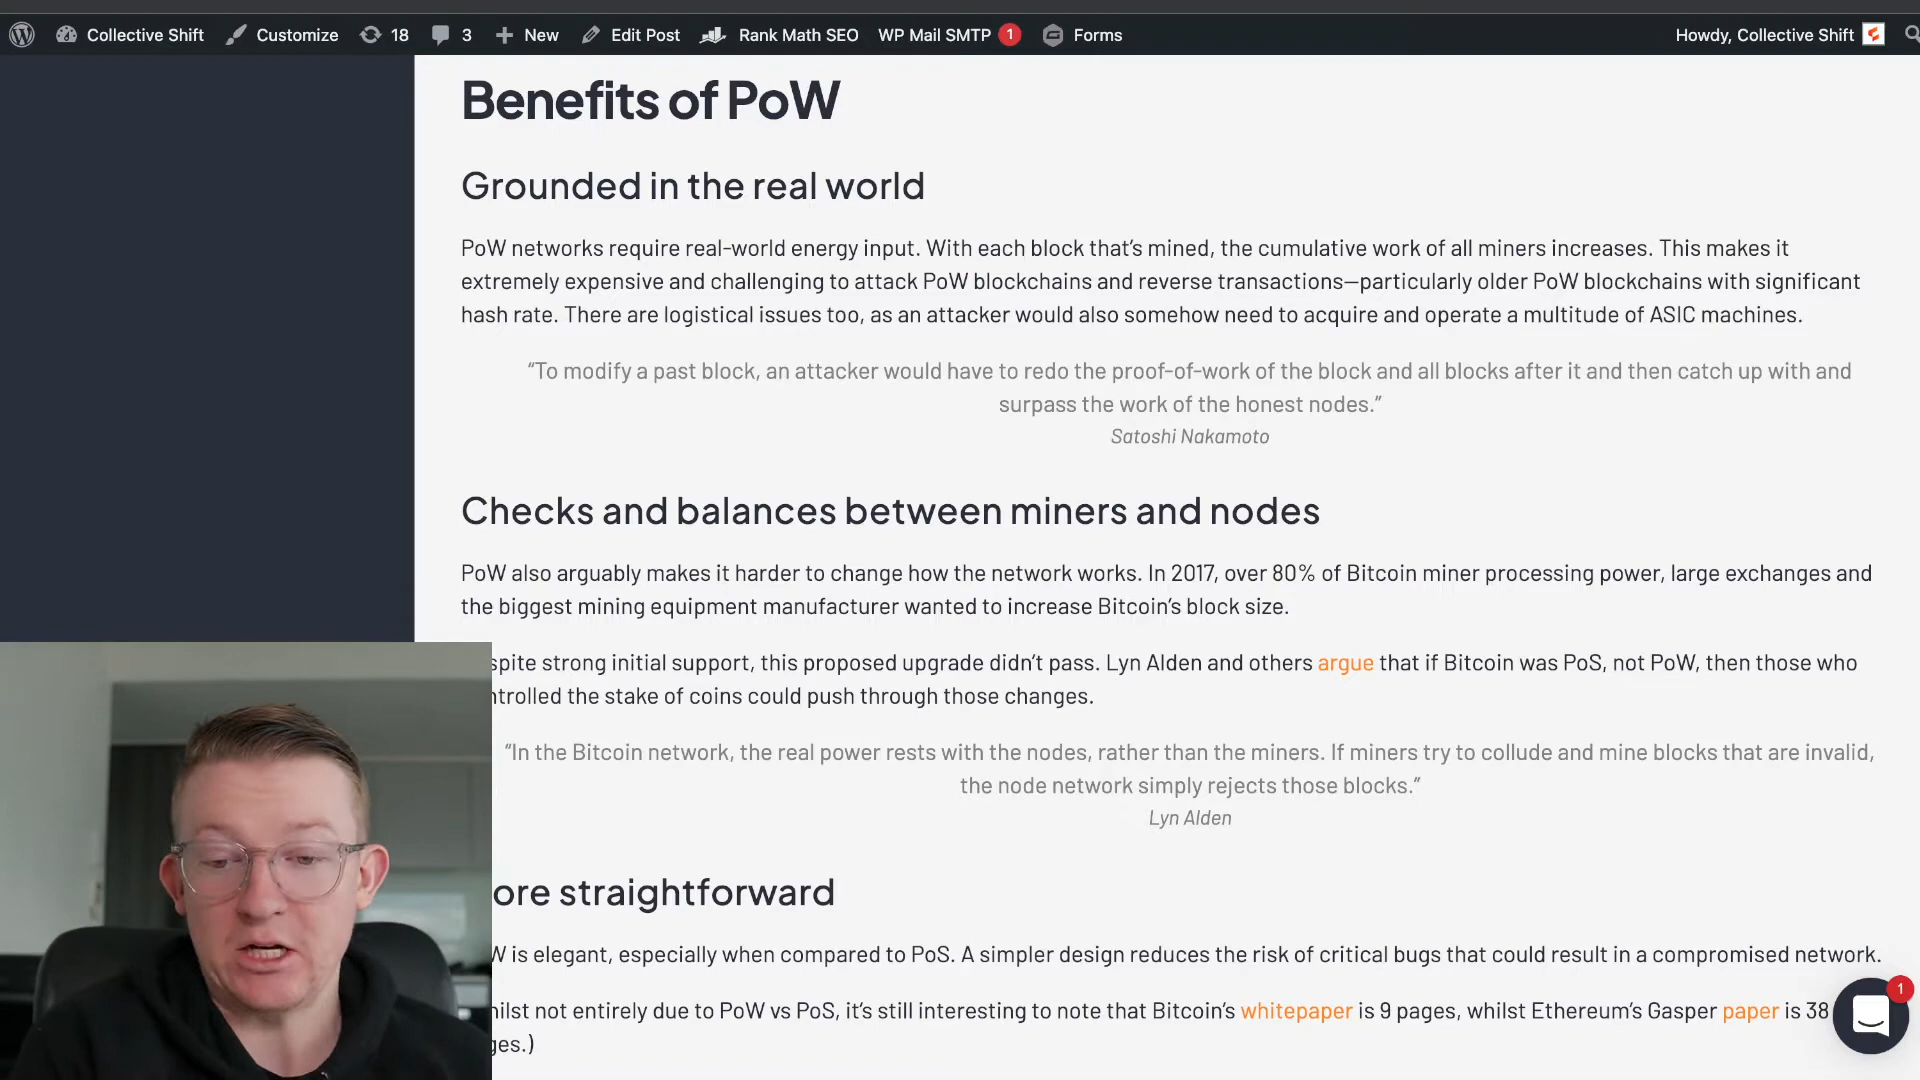 Collective Shift Customize 18 3 New Edit Post Rank Math SEO WP Mail SMTP 1 Forms Howdy, Collective Shift
Benefits of PoW
Grounded in the real world
PoW networks require real-world energy input. With each block that's mined, the cumulative work of all miners increases. This makes it
extremely expensive and challenging to attack PoW blockchains and reverse transactions—particularly older PoW blockchains with significant
hash rate. There are logistical issues too, as an attacker would also somehow need to acquire and operate a multitude of ASIC machines.
“To modify a past block, an attacker would have to redo the proof-of-work of the block and all blocks after it and then catch up with and
surpass the work of the honest nodes.”
Satoshi Nakamoto
Checks and balances between miners and nodes
PoW also arguably makes it harder to change how the network works. In 2017, over 80% of Bitcoin miner processing power, large exchanges and
the biggest mining equipment manufacturer wanted to increase Bitcoin's block size.
spite strong initial support, this proposed upgrade didn't pass. Lyn Alden and others argue that if Bitcoin was PoS, not PoW, then those who
ntrolled the stake of coins could push through those changes.
“In the Bitcoin network, the real power rests with the nodes, rather than the miners. If miners try to collude and mine blocks that are invalid,
the node network simply rejects those blocks.”
Lyn Alden
ore straightforward
W is elegant, especially when compared to PoS. A simpler design reduces the risk of critical bugs that could result in a compromised network.
hilst not entirely due to PoW vs PoS, it's still interesting to note that Bitcoin's whitepaper is 9 pages, whilst Ethereum's Gasper paper is 38
ges.)
1